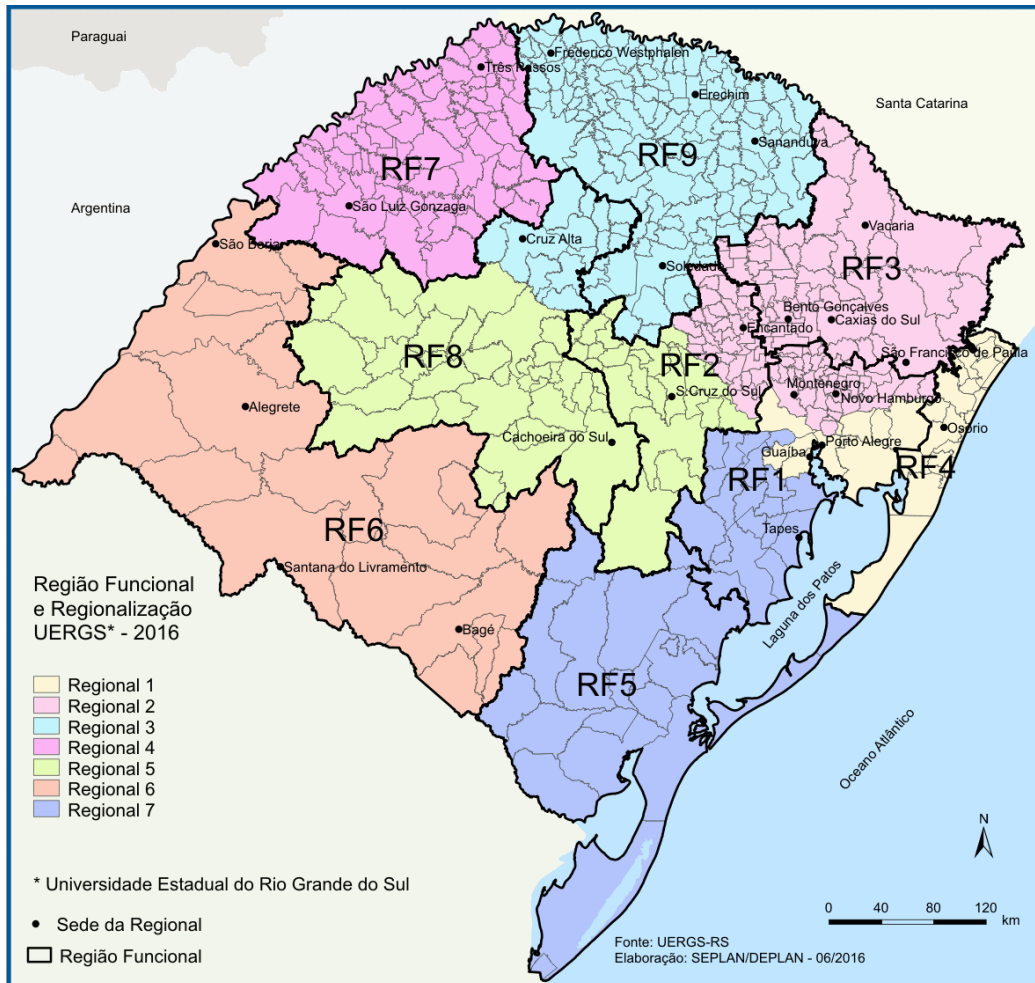 Paraguai
Frederico Westphalen
Três Passos
Erechim
Santa Catarina
Sananduva
RF9
RF7
Argentina
São Luiz Gonzaga
Vacaria
São Borja
Cruz Alta
RF3
Soledade
Bento Gonçalves
Caxias do Sul
Encantado
RF8
RF2
São Francisco de Paula
Montenegro
Novo Hamburgo
S.Cruz do Sul
Alegrete
Osório
Cachoeira do Sul
Porto Alegre
Guaíba
RF4
RF1
RF6
Tapes
Santana do Livramento
Laguna dos Patos
Região Funcional
e Regionalização
UERGS* - 2016
Bagé
RF5
Regional 1
Regional 2
Regional 3
Regional 4
Regional 5
Regional 6
Regional 7
Oceano Atlântico
N
* Universidade Estadual do Rio Grande do Sul
Sede da Regional
Região Funcional
0 40 80 120
km
Fonte: UERGS-RS
Elaboração: SEPLAN/DEPLAN - 06/2016